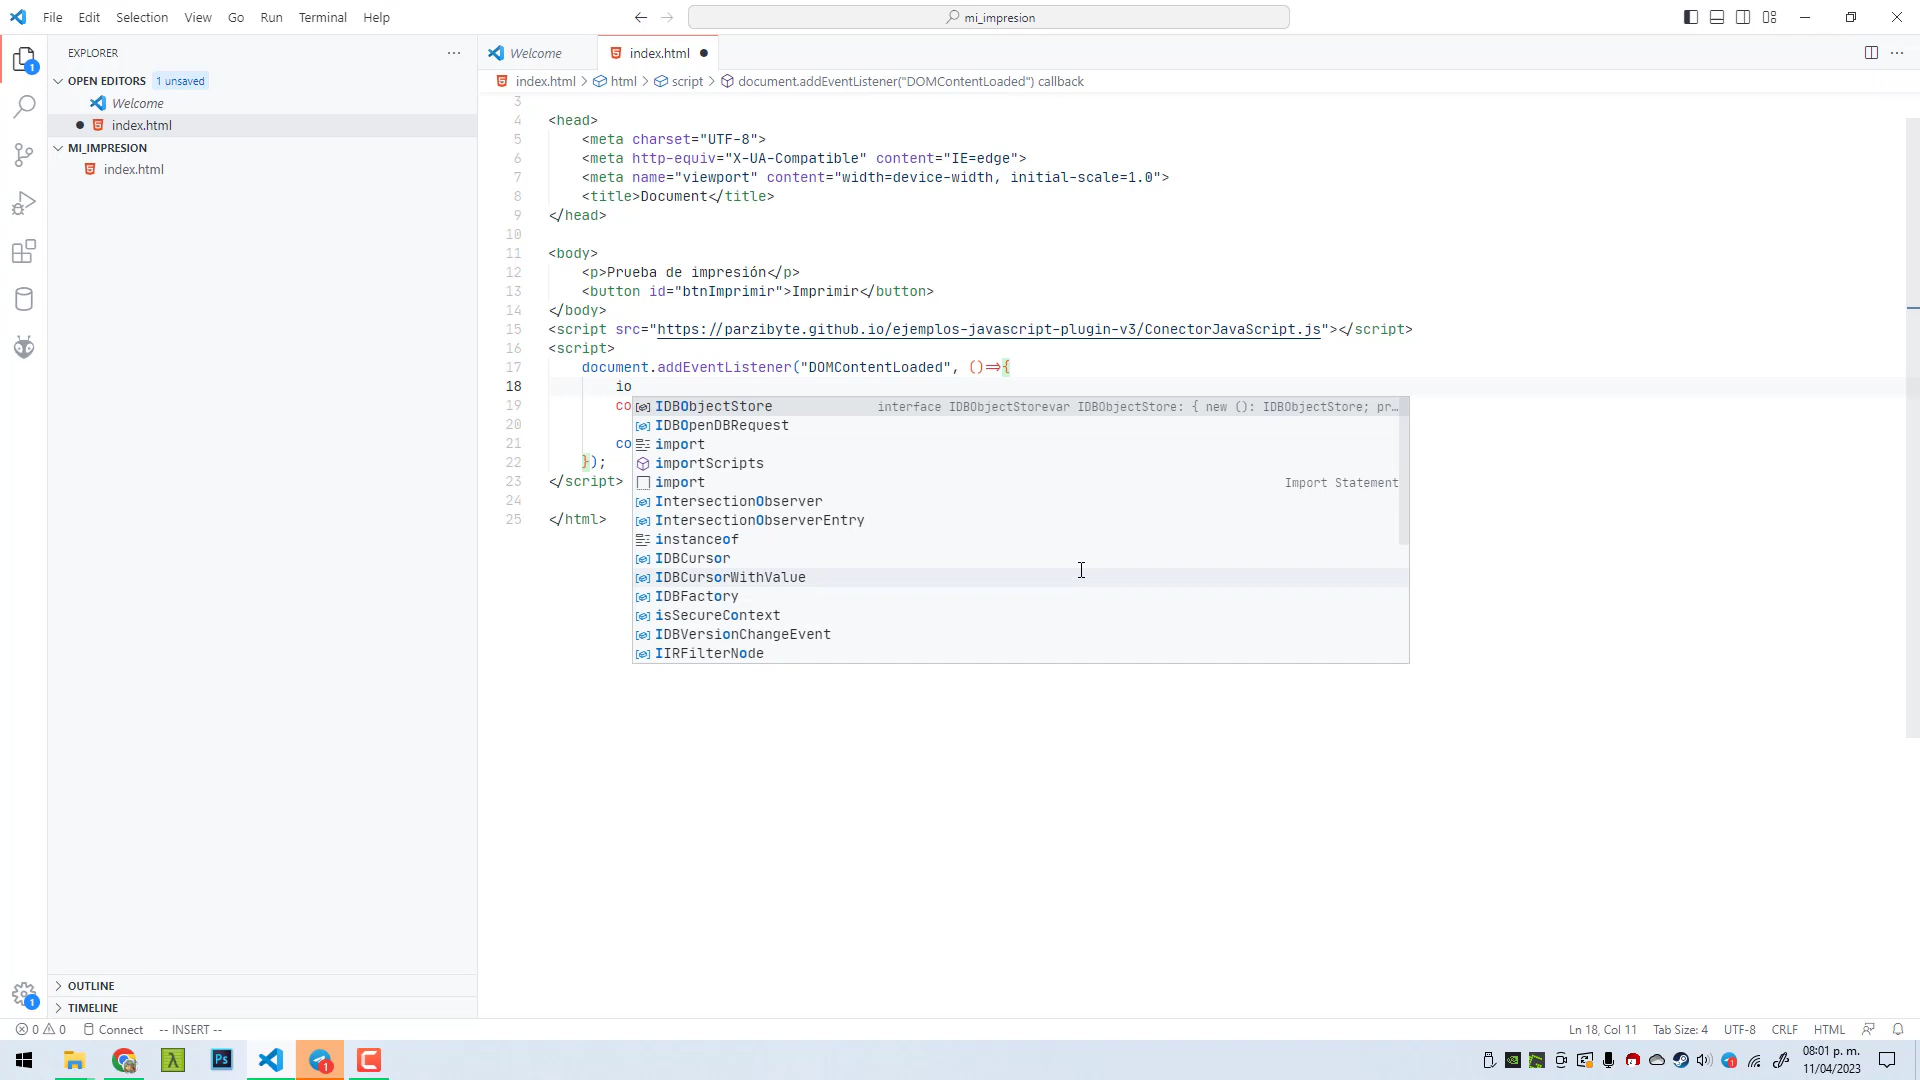 File Edit Selection View Go Run Terminal Help
mi_impresion
EXPLORER
OPEN EDITORS 1 unsaved
Welcome
index.html
MI_IMPRESION
index.html
OUTLINE
TIMELINE
Welcome
index.html
index.html > html > script > document.addEventListener("DOMContentLoaded") callback
3
4 <head>
5 <meta charset="UTF-8">
6 <meta http-equiv="X-UA-Compatible" content="IE=edge">
7 <meta name="viewport" content="width=device-width, initial-scale=1.0">
8 <title>Document</title>
9 </head>
10
11 <body>
12 <p>Prueba de impresión</p>
13 <button id="btnImprimir">Imprimir</button>
14 </body>
15 <script src="https://parzibyte.github.io/ejemplos-javascript-plugin-v3/ConectorJavaScript.js"></script>
16 <script>
17 document.addEventListener("DOMContentLoaded", ()=>{
18 io
19 co
20
21 co
22 });
23 </script>
24
25 </html>
IDBObjectStore interface IDBObjectStorevar IDBObjectStore: { new (): IDBObjectStore; pr…
IDBOpenDBRequest
import
importScripts
import Import Statement
IntersectionObserver
IntersectionObserverEntry
instanceof
IDBCursor
IDBCursorWithValue
IDBFactory
isSecureContext
IDBVersionChangeEvent
IIRFilterNode
0 0 Connect -- INSERT --
Ln 18, Col 11 Tab Size: 4 UTF-8 CRLF HTML
Ps
08:01 p. m.
11/04/2023